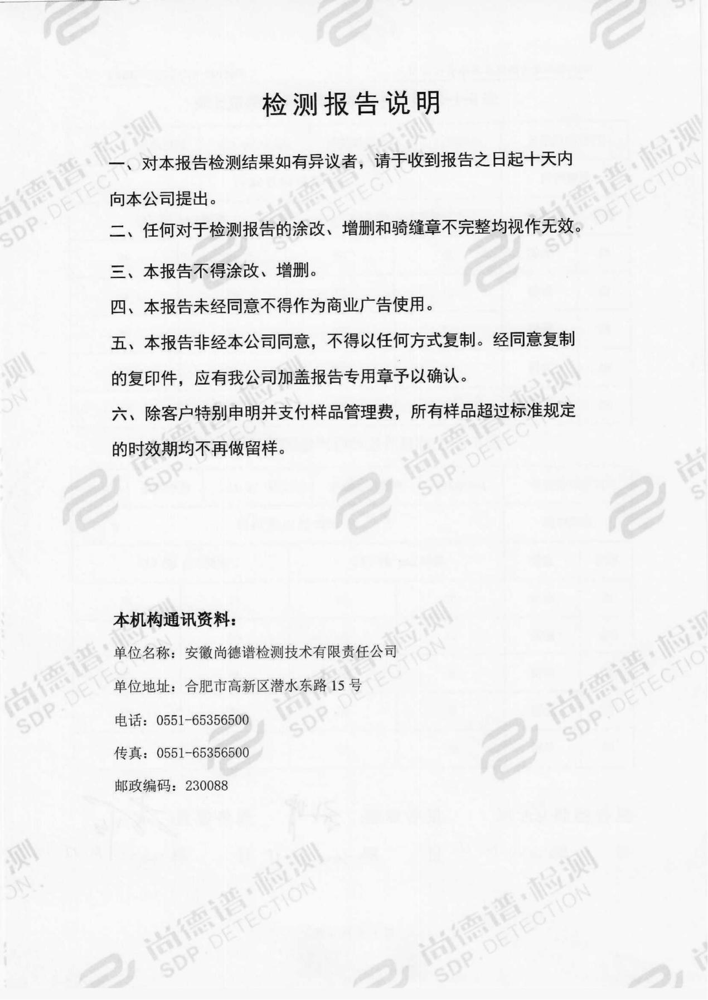 检测报告说明
一、对本报告检测结果如有异议者，请于收到报告之日起十天内
向本公司提出。
二、任何对于检测报告的涂改、增删和骑缝章不完整均视作无效。
三、本报告不得涂改、增删。
四、本报告未经同意不得作为商业广告使用。
五、本报告非经本公司同意，不得以任何方式复制。经同意复制
的复印件，应有我公司加盖报告专用章予以确认。
六、除客户特别申明并支付样品管理费，所有样品超过标准规定
的时效期均不再做留样。
本机构通讯资料：
单位名称：安徽尚德谱检测技术有限责任公司
单位地址：合肥市高新区潜水东路 15 号
电话：0551-65356500
传真：0551-65356500
邮政编码：230088
尚德谱·检测
SDP. DETECTION